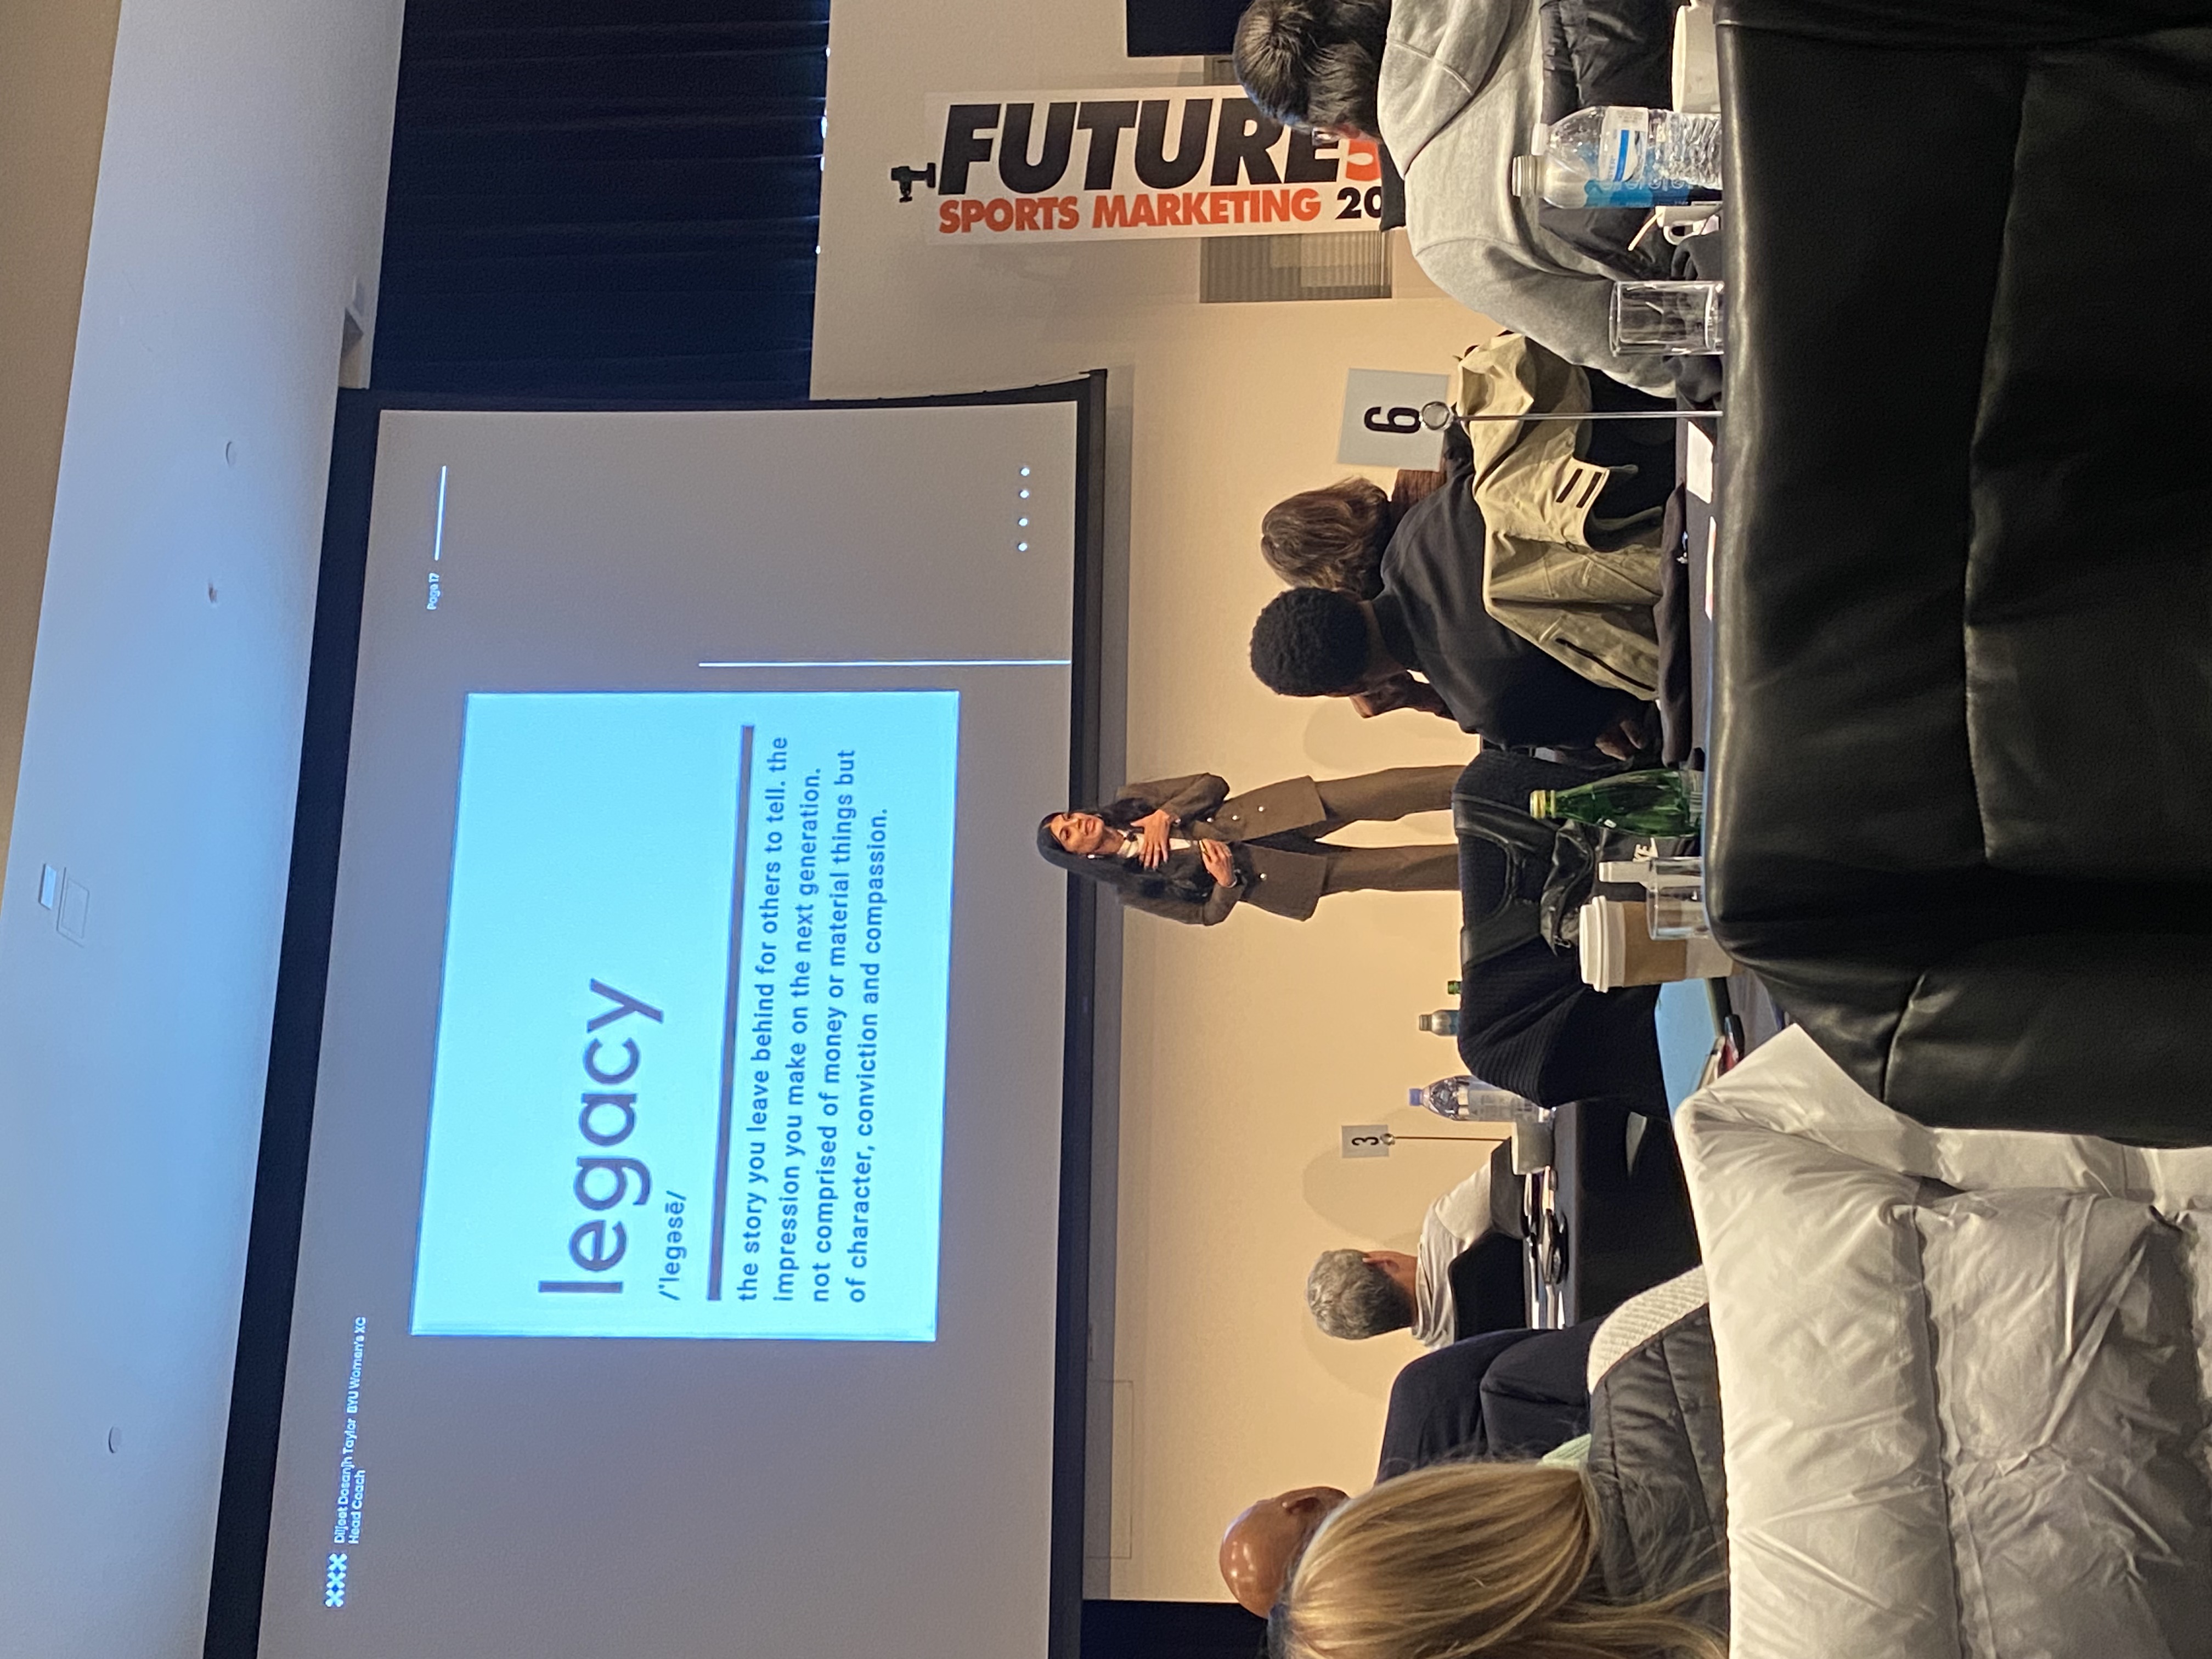 Diljeet Dosanjh Taylor BYU Women's XC
Head Coach
Page 17
legacy
/ˈlegəsē/
the story you leave behind for others to tell. the
impression you make on the next generation.
not comprised of money or material things but
of character, conviction and compassion.
FUTURE
SPORTS MARKETING 20
3
6